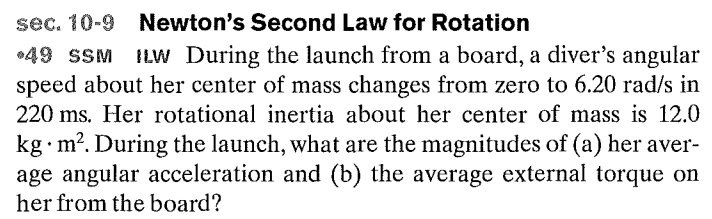 sec. 10-9 Newton's Second Law for Rotation
•49 SSM ILW During the launch from a board, a diver's angular
speed about her center of mass changes from zero to 6.20 rad/s in
220 ms. Her rotational inertia about her center of mass is 12.0
kg · m². During the launch, what are the magnitudes of (a) her aver-
age angular acceleration and (b) the average external torque on
her from the board?